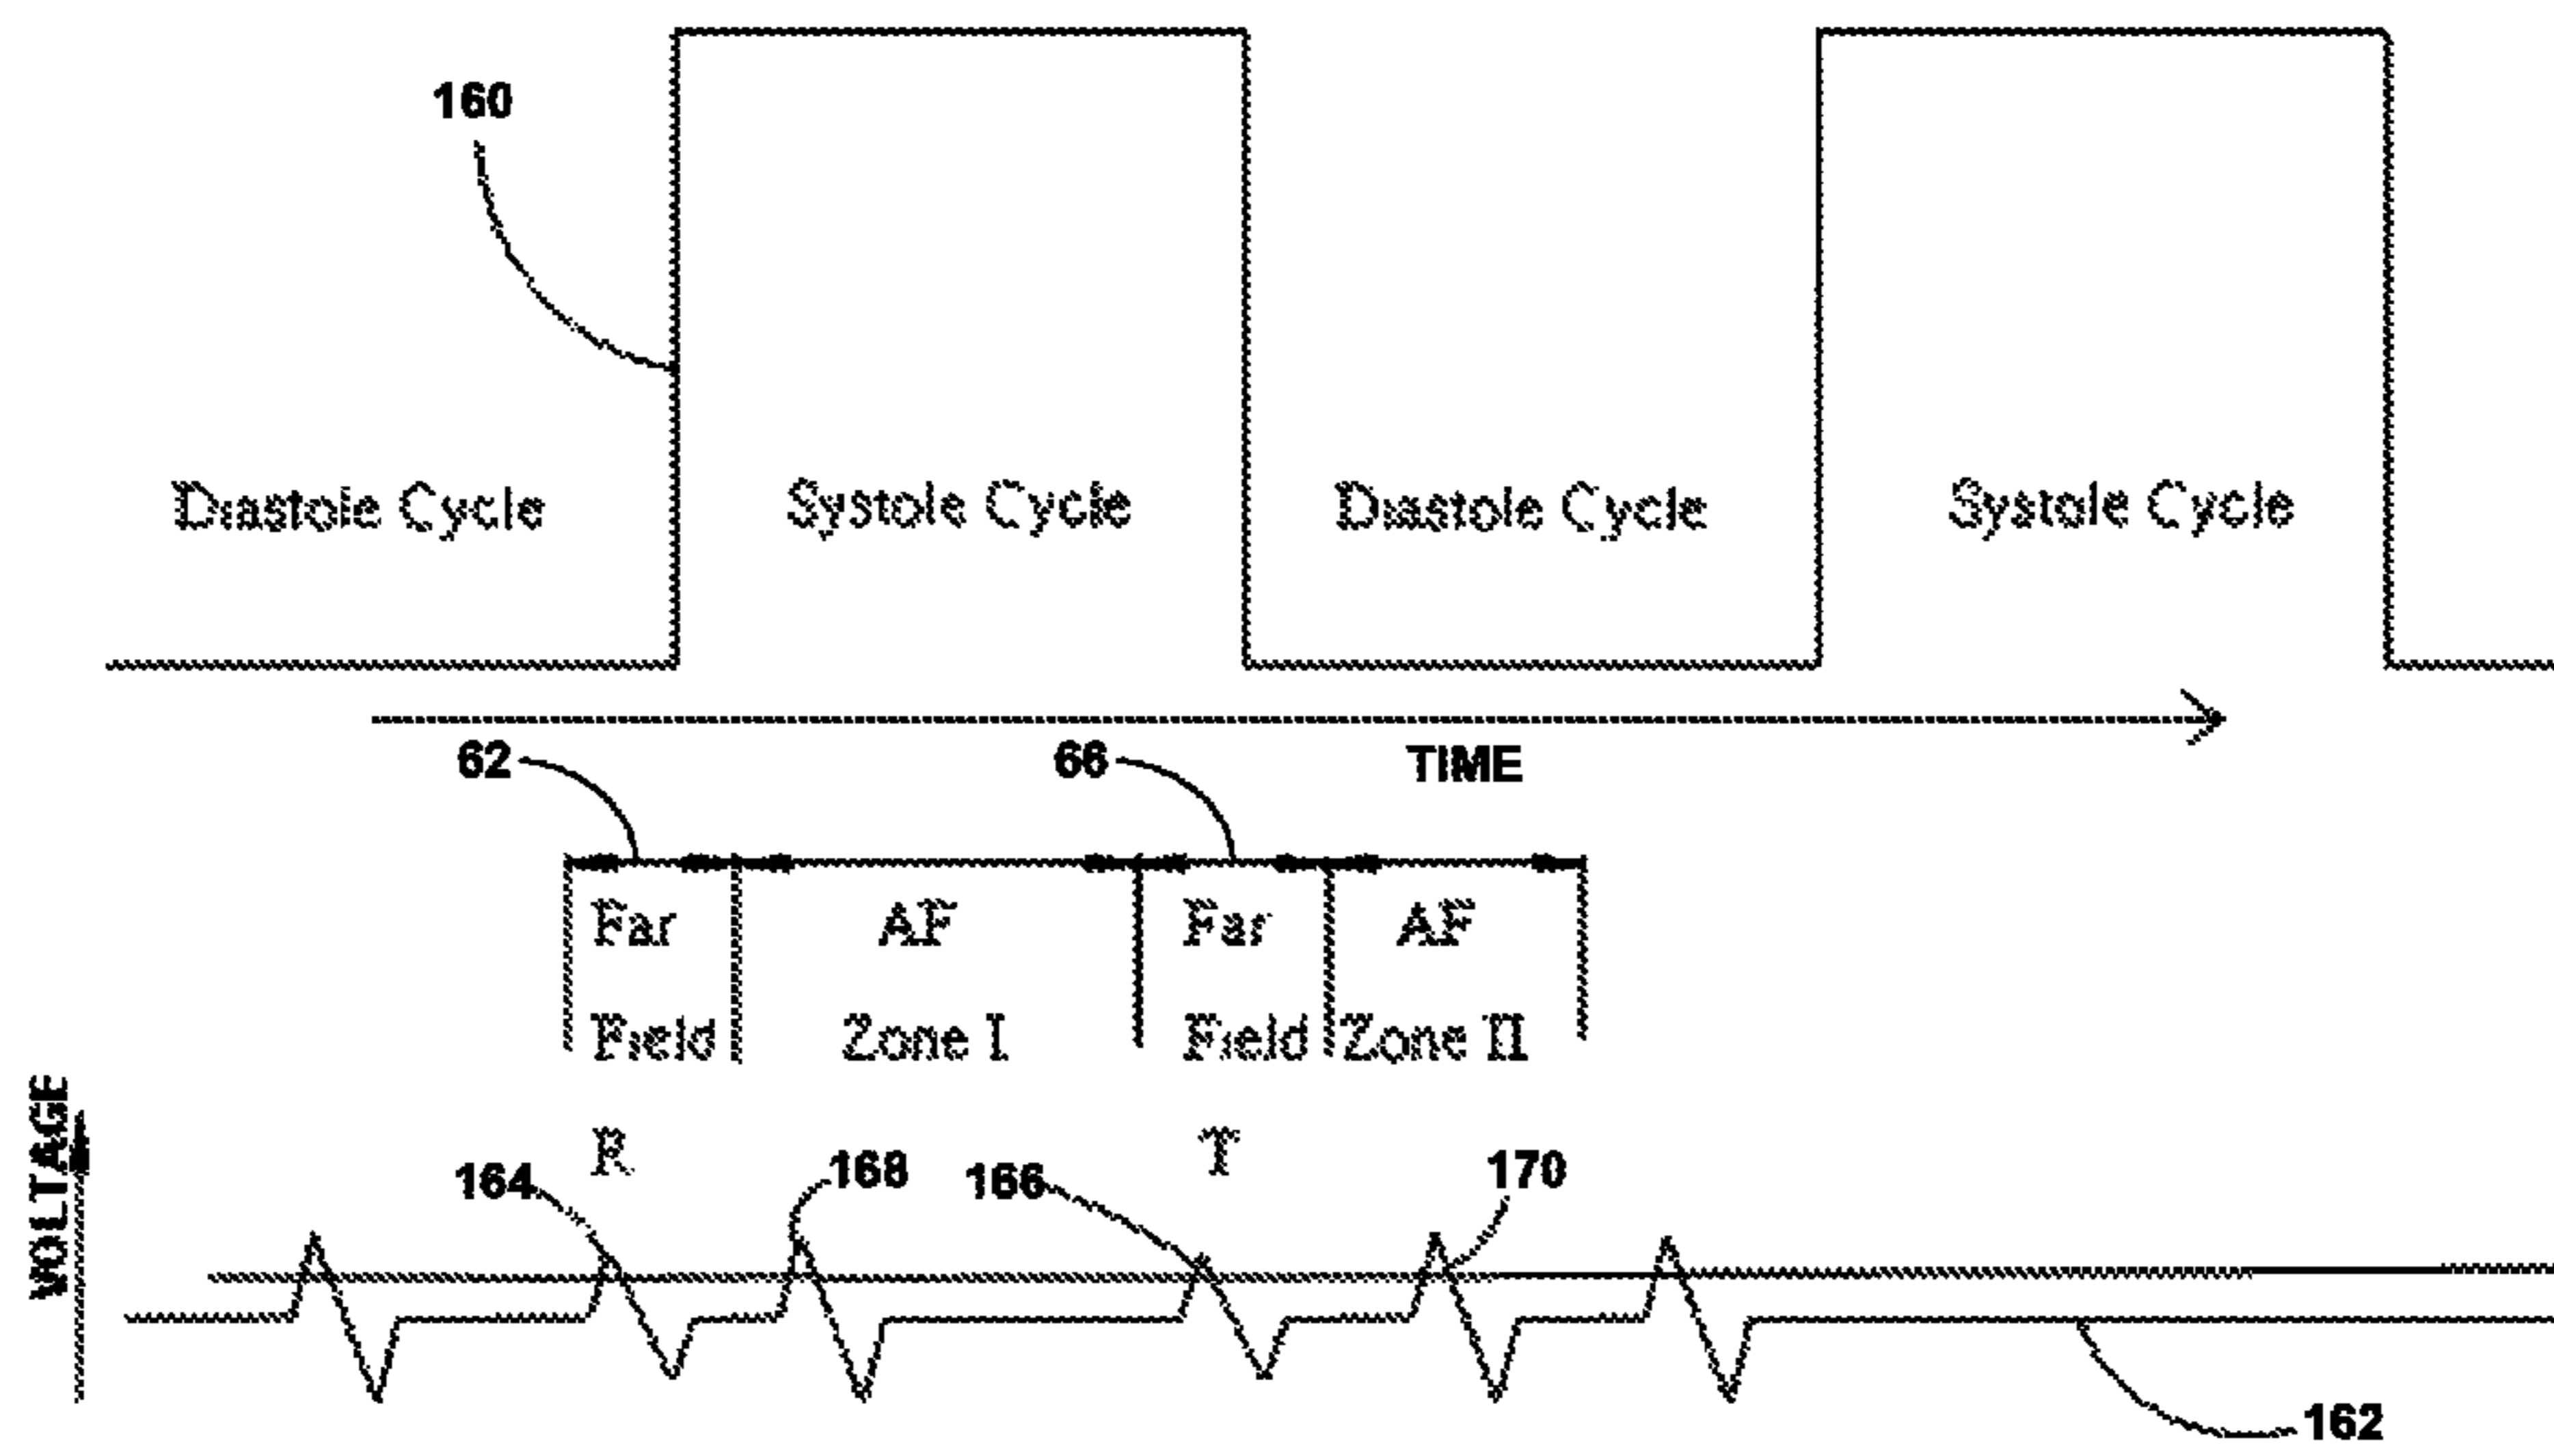 160
Diastole Cycle Systole Cycle Diastole Cycle Systole Cycle
62 66 TIME
Far AF Far AF
Field Zone I Field Zone II
R T
VOLTAGE
164 168 166 170
162